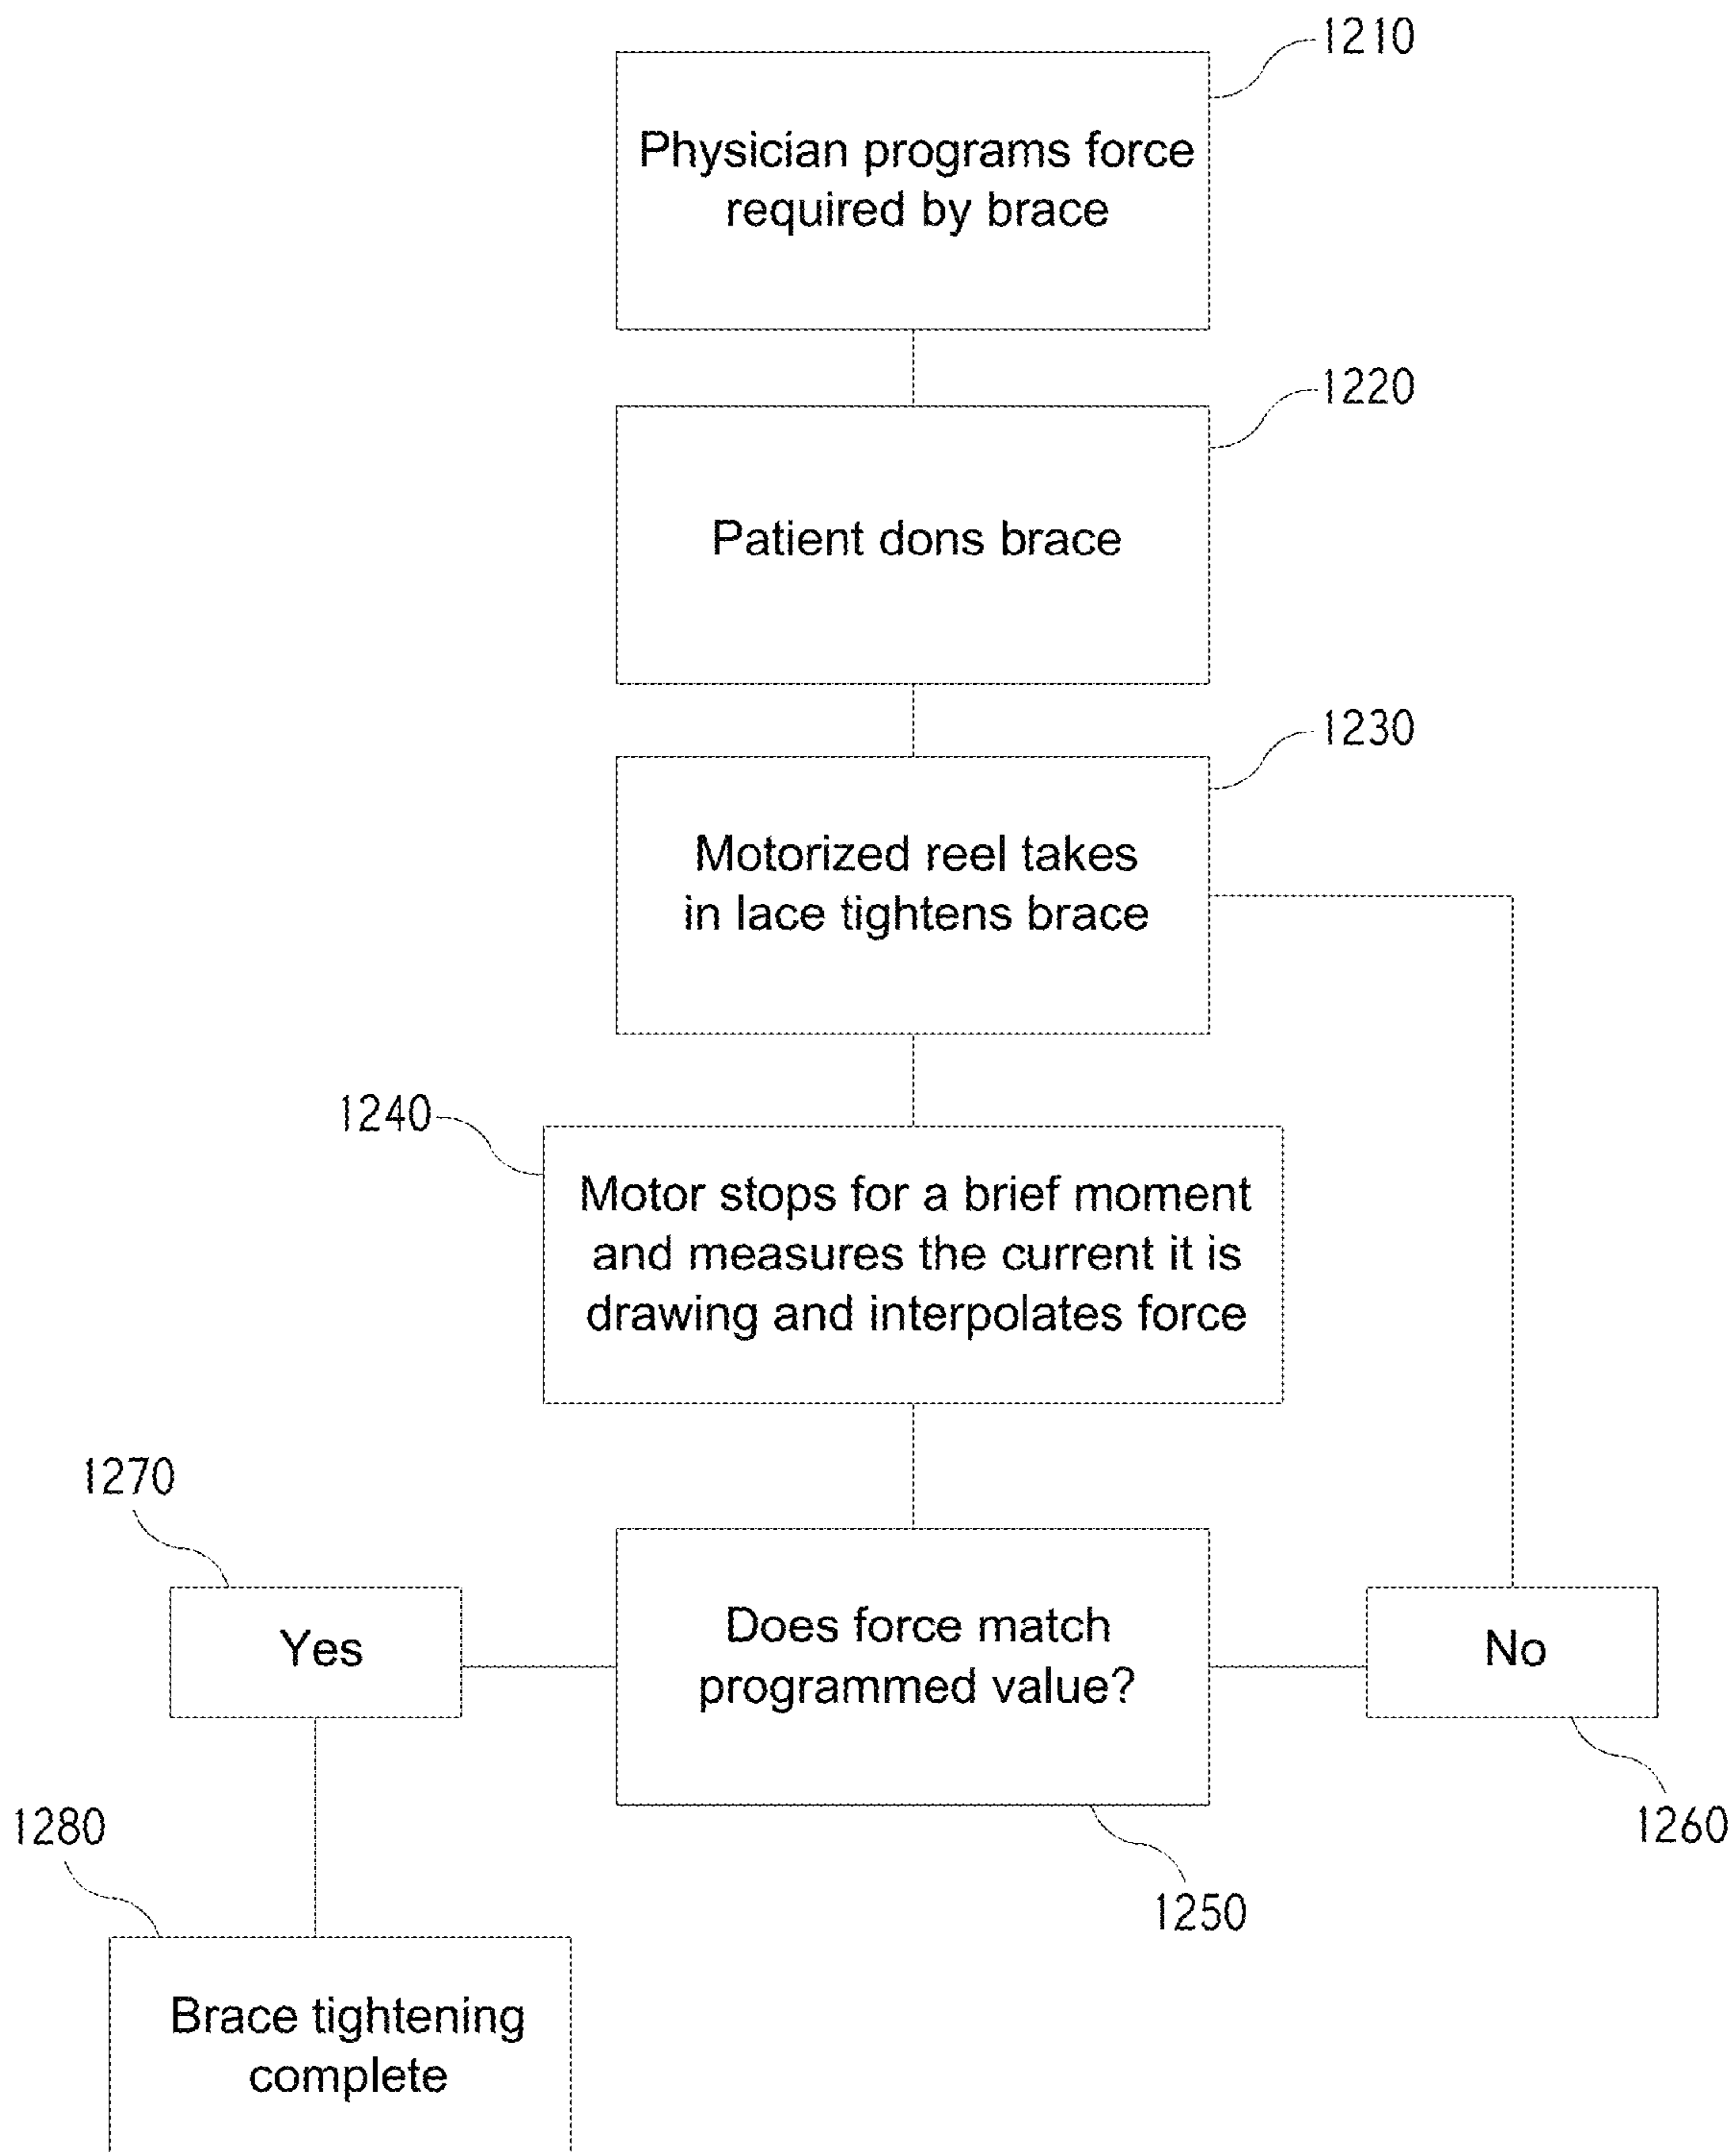 1210
Physician programs force
required by brace
1220
Patient dons brace
1230
Motorized reel takes
in lace tightens brace
1240
Motor stops for a brief moment
and measures the current it is
drawing and interpolates force
1270
Yes
Does force match
programmed value?
No
1280
1260
1250
Brace tightening
complete